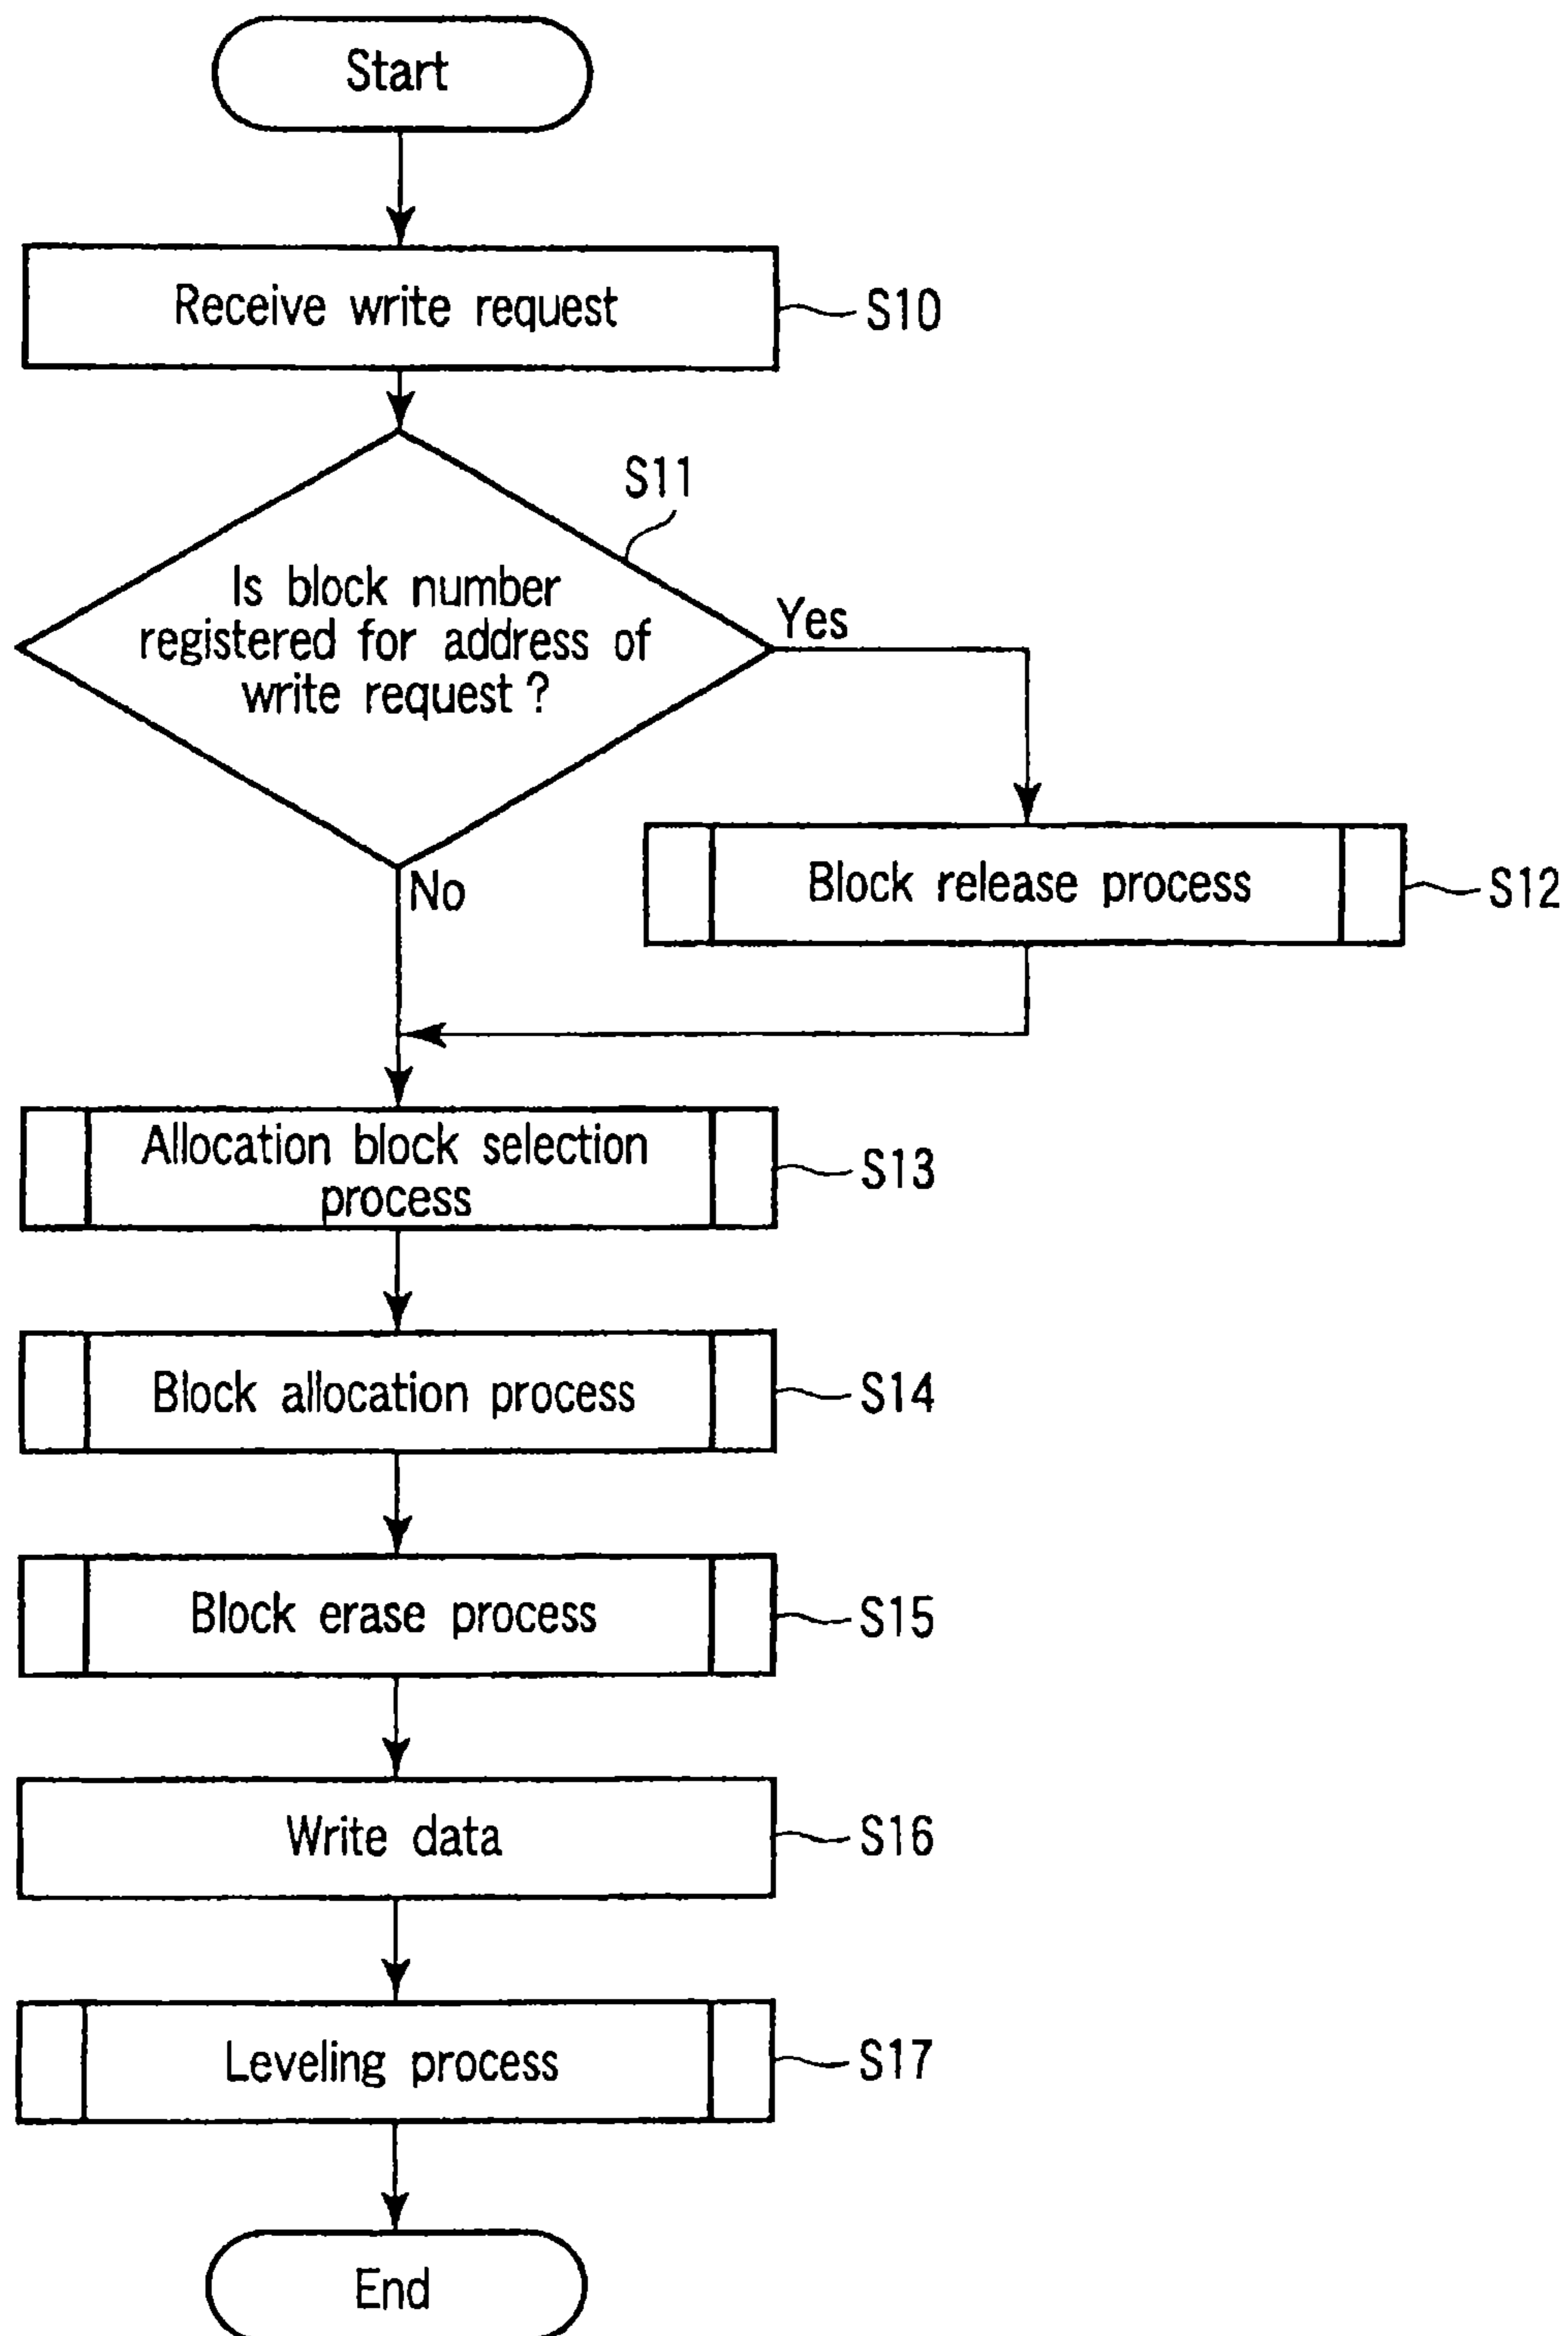 Start
Receive write request
S10
S11
Is block number
registered for address of
write request ?
Yes
No
Block release process
S12
Allocation block selection
process
S13
Block allocation process
S14
Block erase process
S15
Write data
S16
Leveling process
S17
End